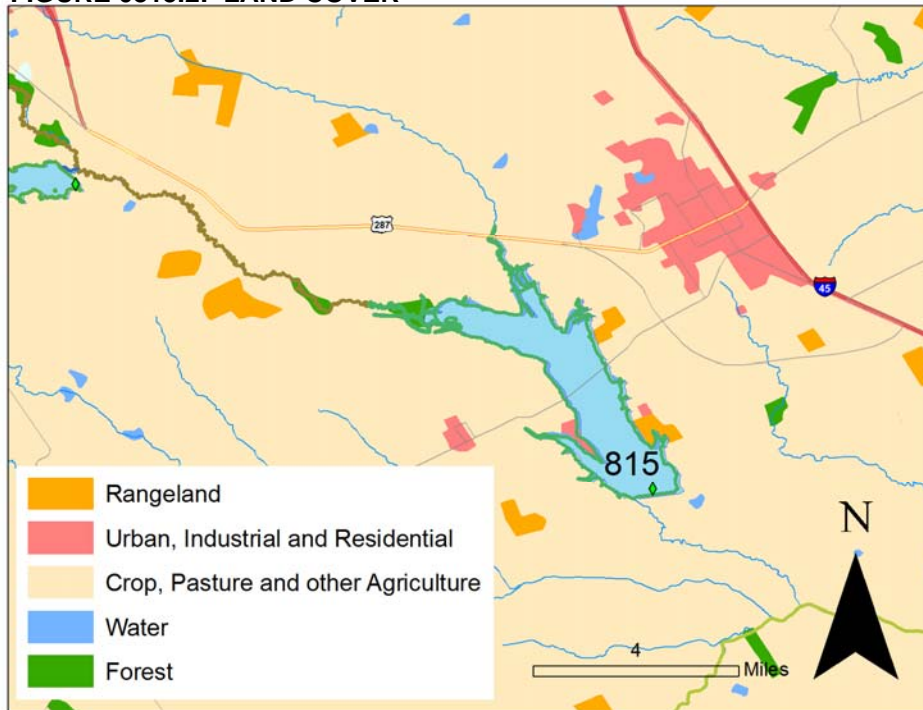 287
45
815
Rangeland
Urban, Industrial and Residential
Crop, Pasture and other Agriculture
Water
Forest
N
4
Miles